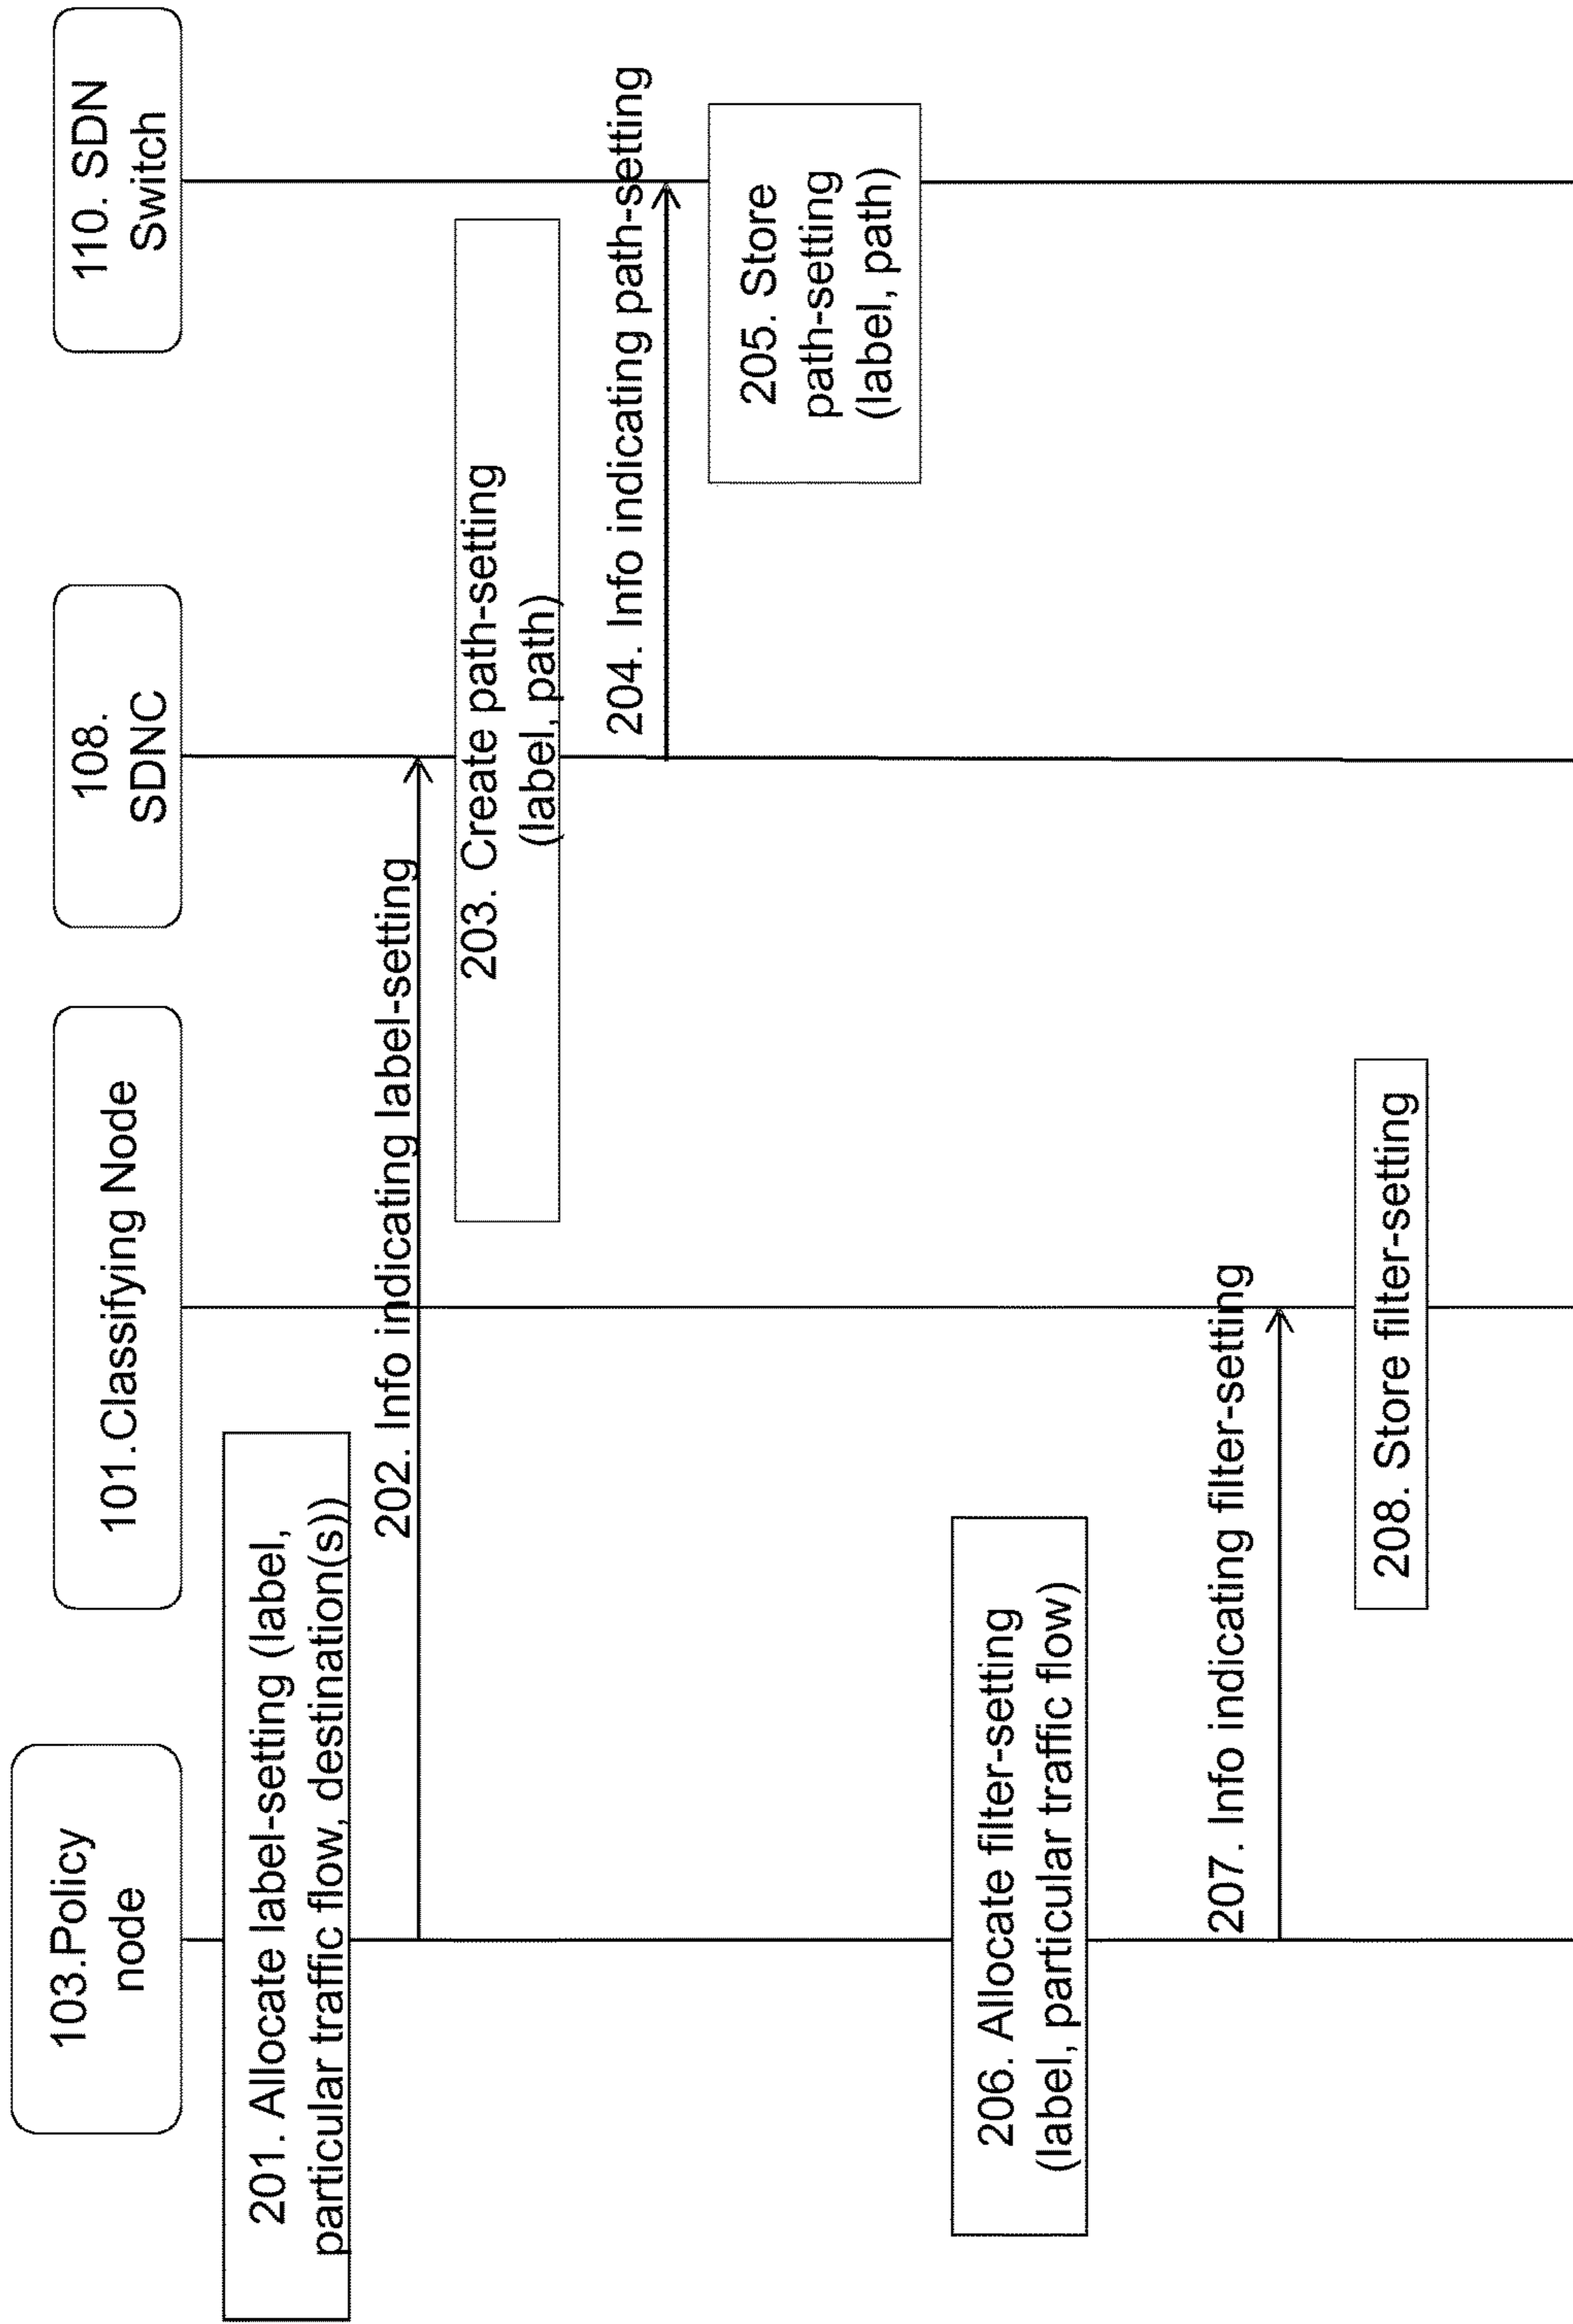 103.Policy
node
101.Classifying Node
108.
SDNC
110. SDN
Switch
201. Allocate label-setting (label,
particular traffic flow, destination(s))
202. Info indicating label-setting
203. Create path-setting
(label, path)
204. Info indicating path-setting
205. Store
path-setting
(label, path)
206. Allocate filter-setting
(label, particular traffic flow)
207. Info indicating filter-setting
208. Store filter-setting